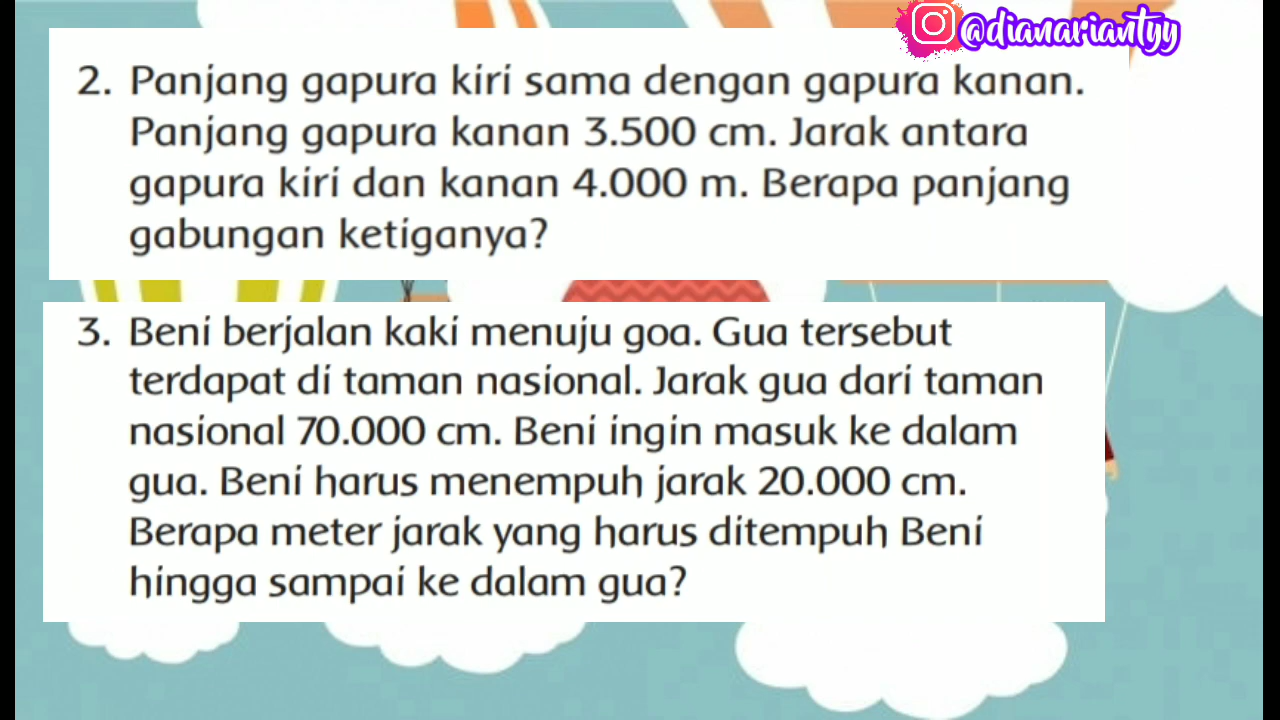 @dianariantyy
2. Panjang gapura kiri sama dengan gapura kanan.
Panjang gapura kanan 3.500 cm. Jarak antara
gapura kiri dan kanan 4.000 m. Berapa panjang
gabungan ketiganya?
3. Beni berjalan kaki menuju goa. Gua tersebut
terdapat di taman nasional. Jarak gua dari taman
nasional 70.000 cm. Beni ingin masuk ke dalam
gua. Beni harus menempuh jarak 20.000 cm.
Berapa meter jarak yang harus ditempuh Beni
hingga sampai ke dalam gua?